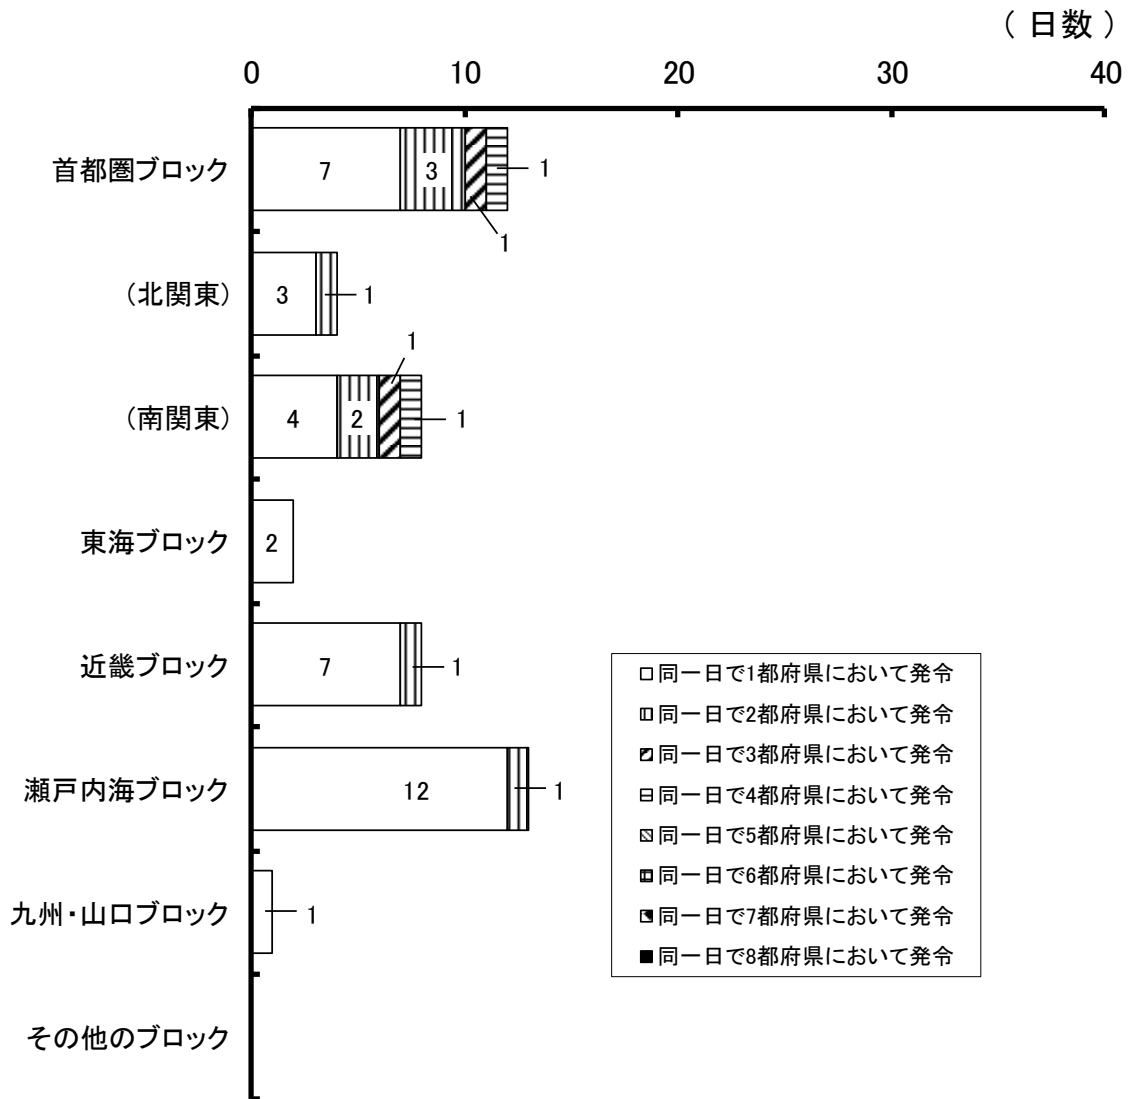 （日数）
0 10 20 30 40
首都圏ブロック 7 3 1
1
（北関東） 3 1
1
（南関東） 4 2 1
東海ブロック 2
近畿ブロック 7 1
瀬戸内海ブロック 12 1
九州・山口ブロック 1
その他のブロック
同一日で1都府県において発令
同一日で2都府県において発令
同一日で3都府県において発令
同一日で4都府県において発令
同一日で5都府県において発令
同一日で6都府県において発令
同一日で7都府県において発令
同一日で8都府県において発令